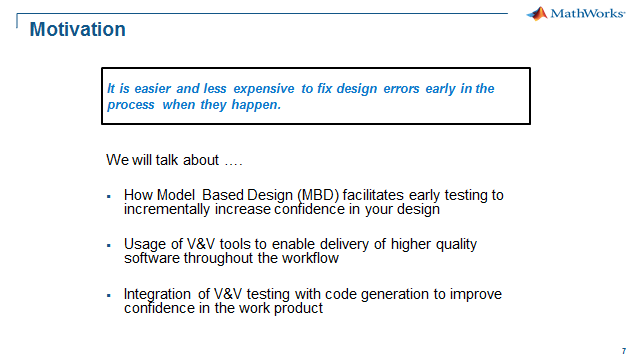 MathWorks®
Motivation
It is easier and less expensive to fix design errors early in the
process when they happen.
We will talk about ….
▪ How Model Based Design (MBD) facilitates early testing to
incrementally increase confidence in your design
▪ Usage of V&V tools to enable delivery of higher quality
software throughout the workflow
▪ Integration of V&V testing with code generation to improve
confidence in the work product
7